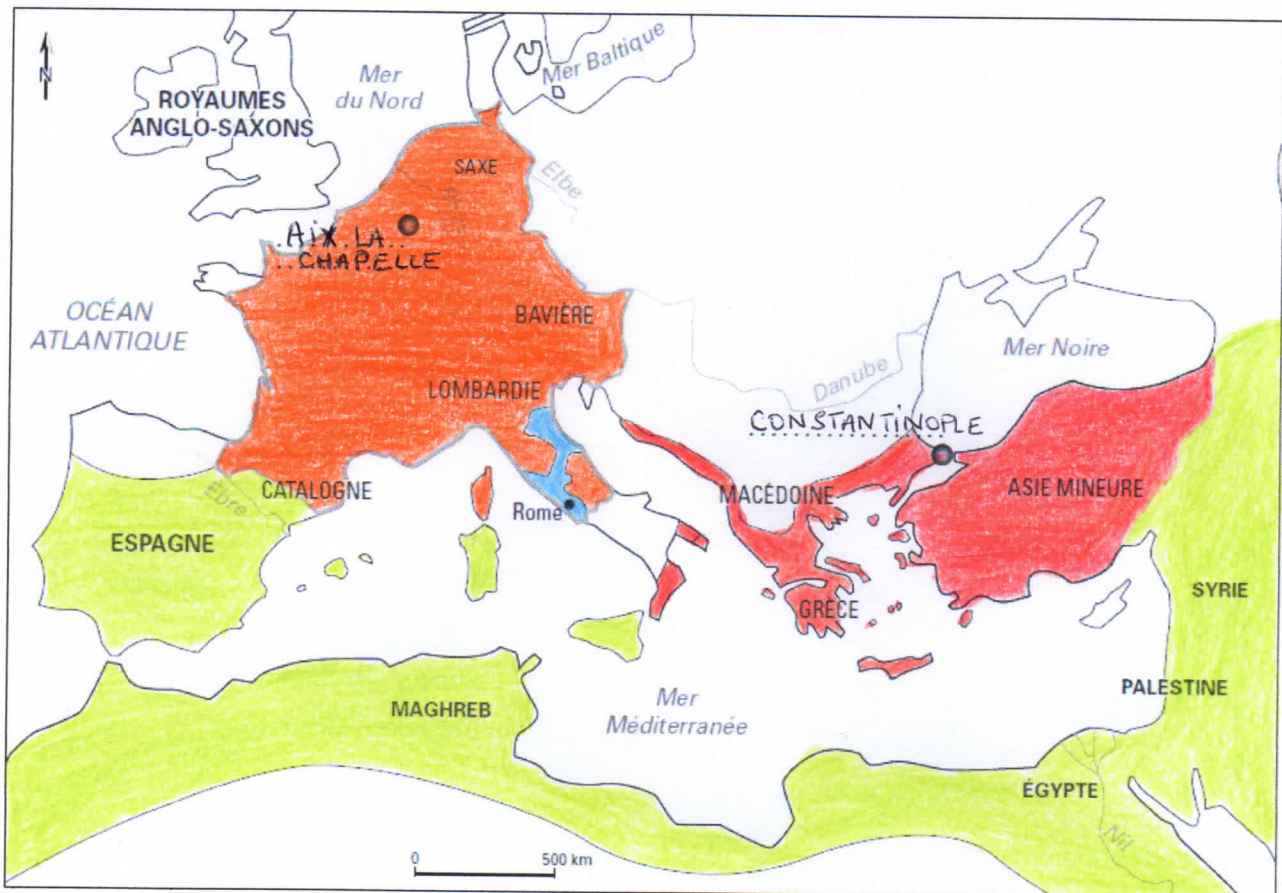 N
Mer
du Nord
Mer Baltique
ROYAUMES
ANGLO-SAXONS
SAXE
Elbe
..AIX.LA..
..CHAPELLE
OCÉAN
ATLANTIQUE
BAVIÈRE
Mer Noire
LOMBARDIE
Danube
CONSTANTINOPLE
CATALOGNE
Ebre
Rome
MACÉDOINE
ASIE MINEURE
ESPAGNE
SYRIE
GRÈCE
PALESTINE
MAGHREB
Mer
Méditerranée
ÉGYPTE
Nil
0 500 km